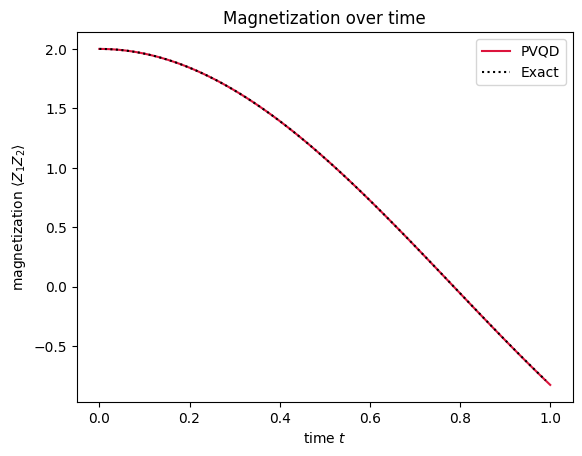 Magnetization over time
PVQD
Exact
2.0
1.5
1.0
0.5
0.0
−0.5
magnetization ⟨Z₁Z₂⟩
0.0 0.2 0.4 0.6 0.8 1.0
time t